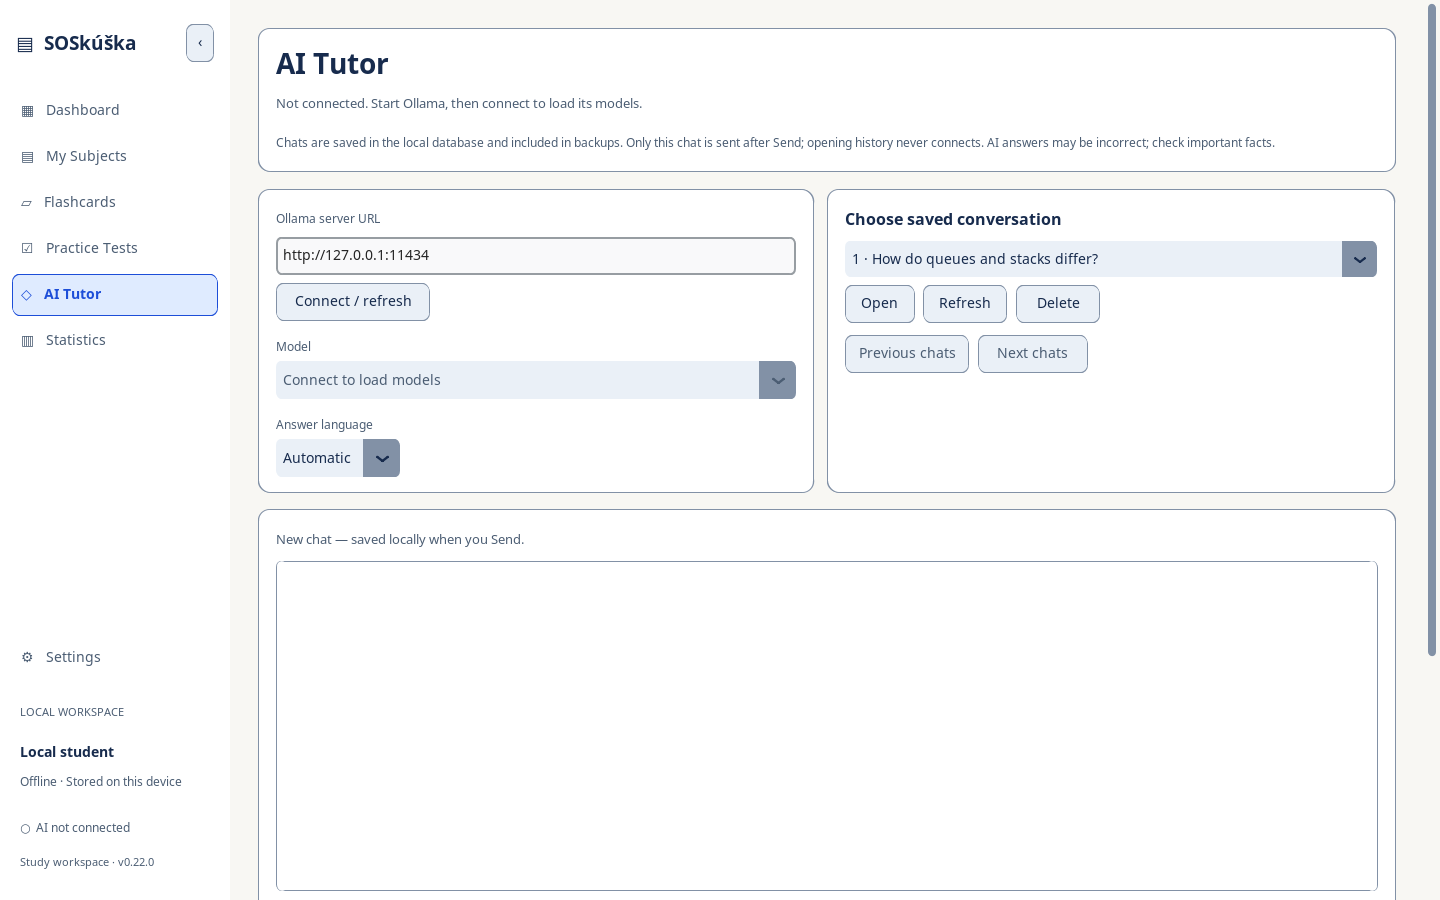 SOSkúška
Dashboard
My Subjects
Flashcards
Practice Tests
AI Tutor
Statistics
Settings
LOCAL WORKSPACE
Local student
Offline · Stored on this device
AI not connected
Study workspace · v0.22.0
AI Tutor
Not connected. Start Ollama, then connect to load its models.
Chats are saved in the local database and included in backups. Only this chat is sent after Send; opening history never connects. AI answers may be incorrect; check important facts.
Ollama server URL
http://127.0.0.1:11434
Connect / refresh
Model
Connect to load models
Answer language
Automatic
Choose saved conversation
1 · How do queues and stacks differ?
Open Refresh Delete
Previous chats Next chats
New chat — saved locally when you Send.